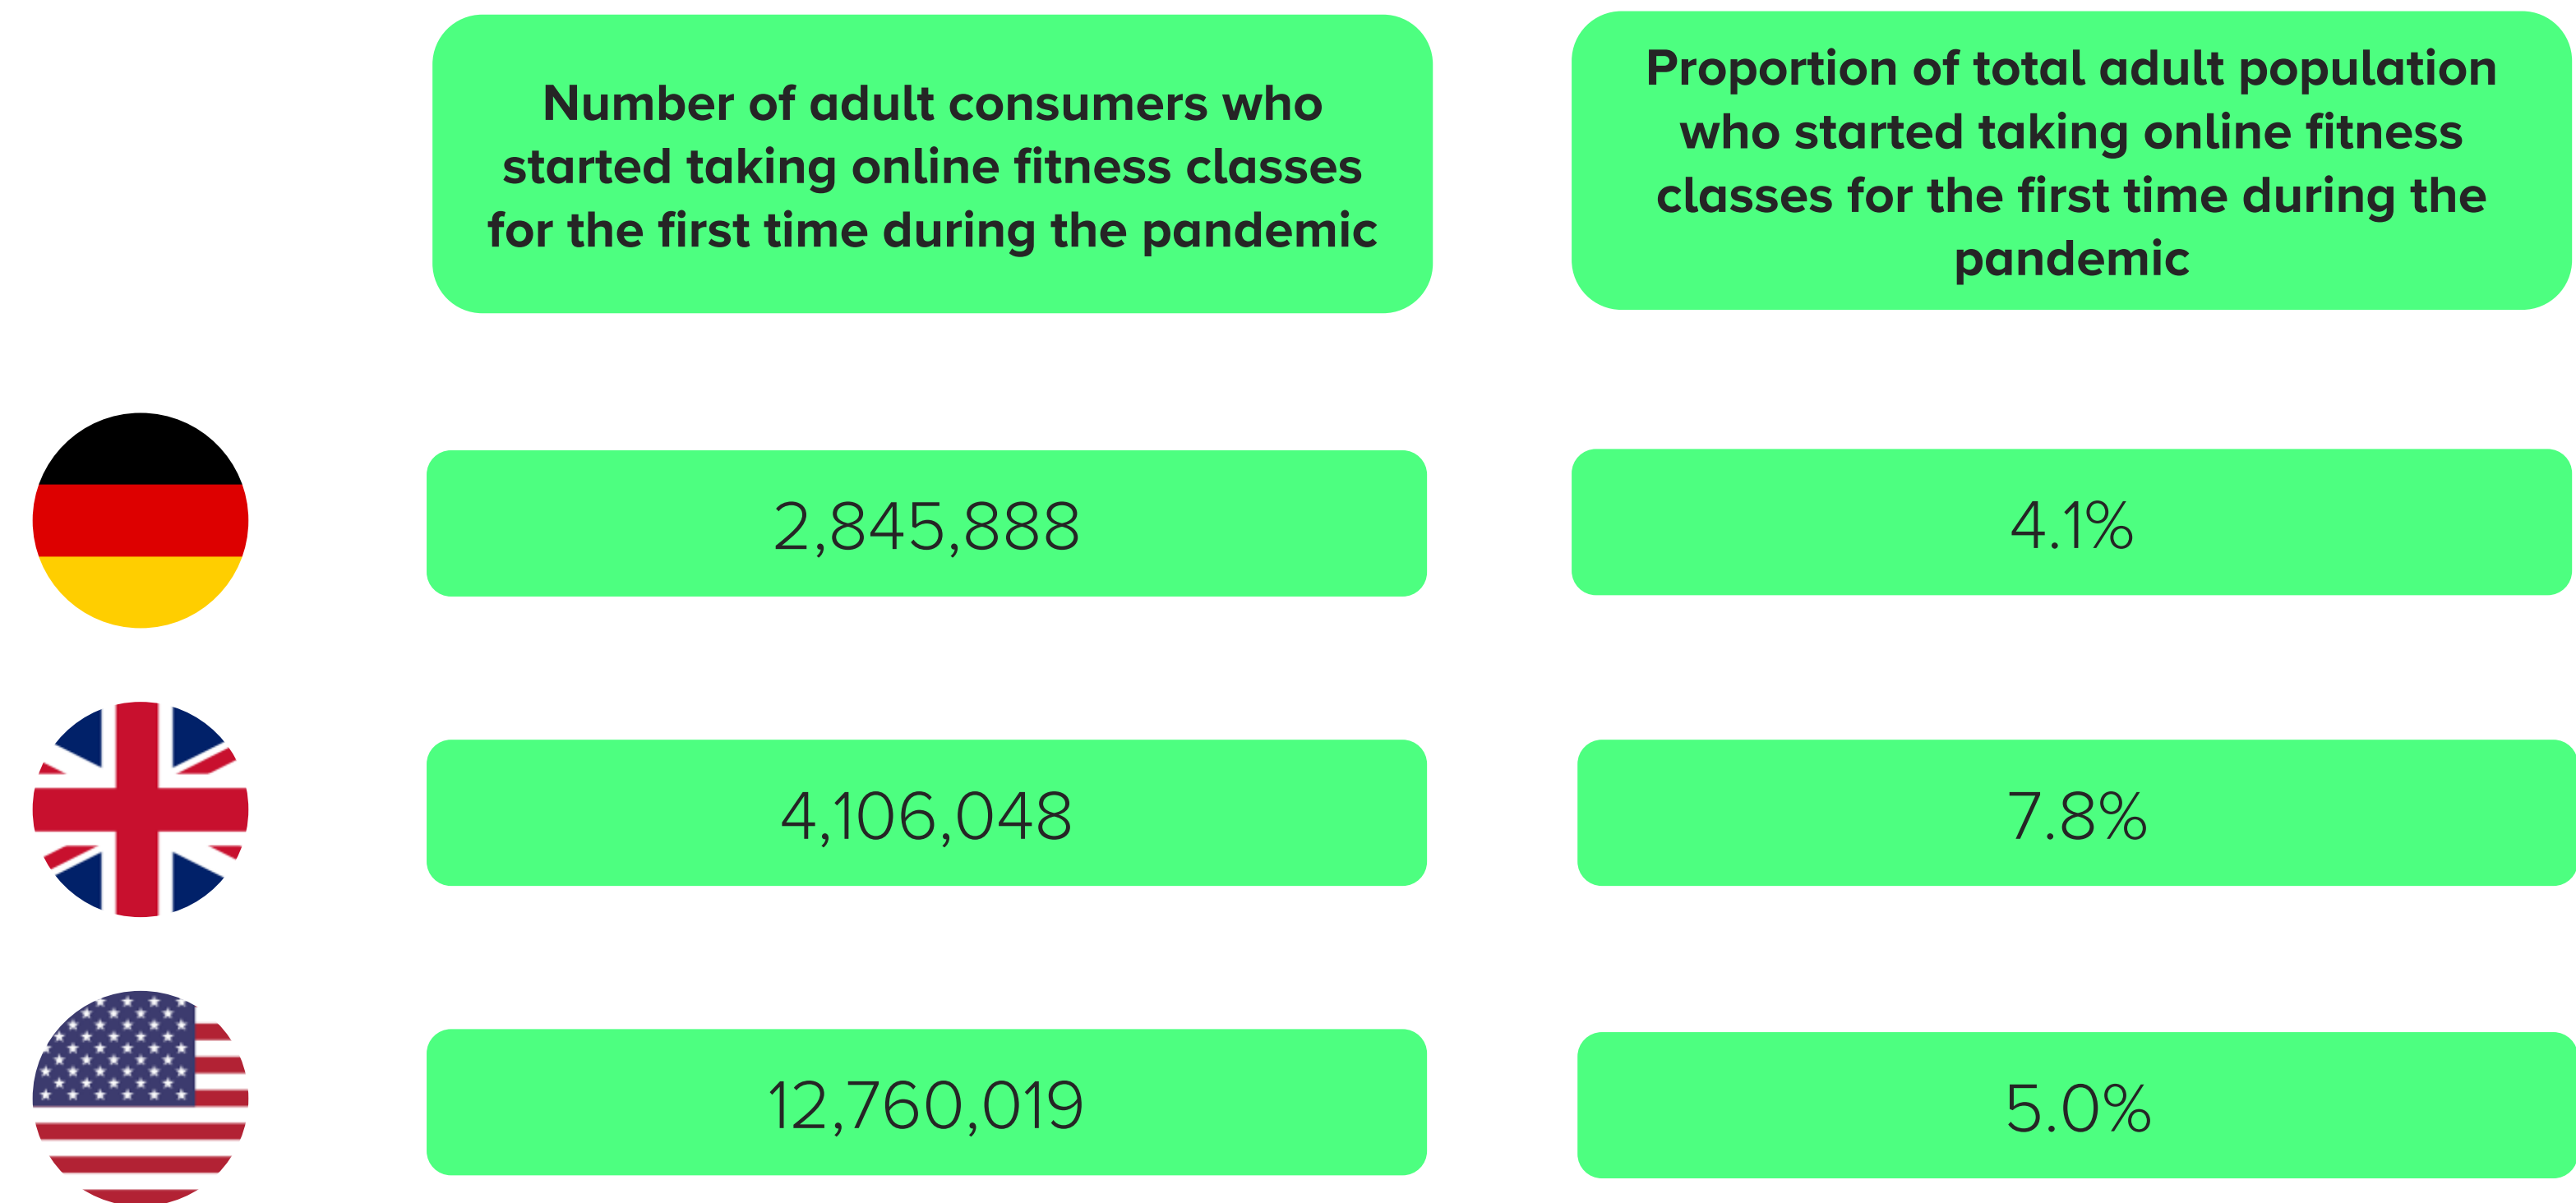 Number of adult consumers who
started taking online fitness classes
for the first time during the pandemic
Proportion of total adult population
who started taking online fitness
classes for the first time during the
pandemic
2,845,888
4.1%
4,106,048
7.8%
12,760,019
5.0%